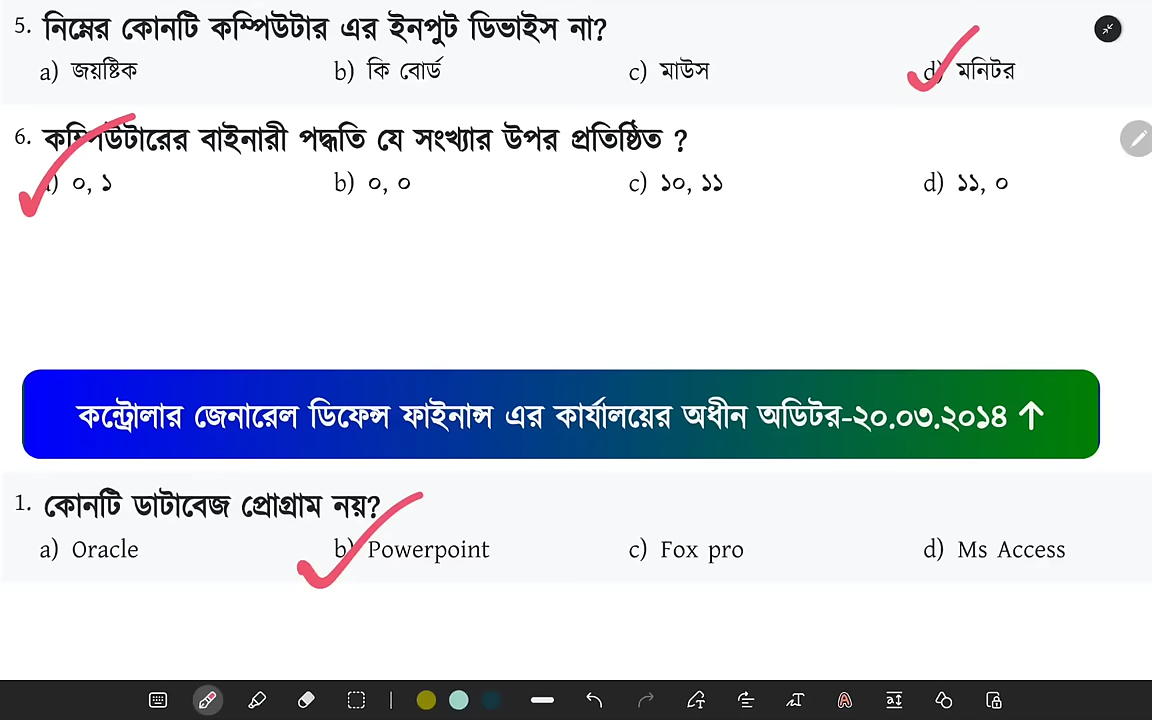 5. নিম্নের কোনটি কম্পিউটার এর ইনপুট ডিভাইস না?
a) জয়ষ্টিক b) কি বোর্ড c) মাউস d) মনিটর
6. কম্পিউটারের বাইনারী পদ্ধতি যে সংখ্যার উপর প্রতিষ্ঠিত ?
a) ০, ১ b) ০, ০ c) ১০, ১১ d) ১১, ০
কন্ট্রোলার জেনারেল ডিফেন্স ফাইনান্স এর কার্যালয়ের অধীন অডিটর-২০.০৩.২০১৪ ↑
1. কোনটি ডাটাবেজ প্রোগ্রাম নয়?
a) Oracle b) Powerpoint c) Fox pro d) Ms Access